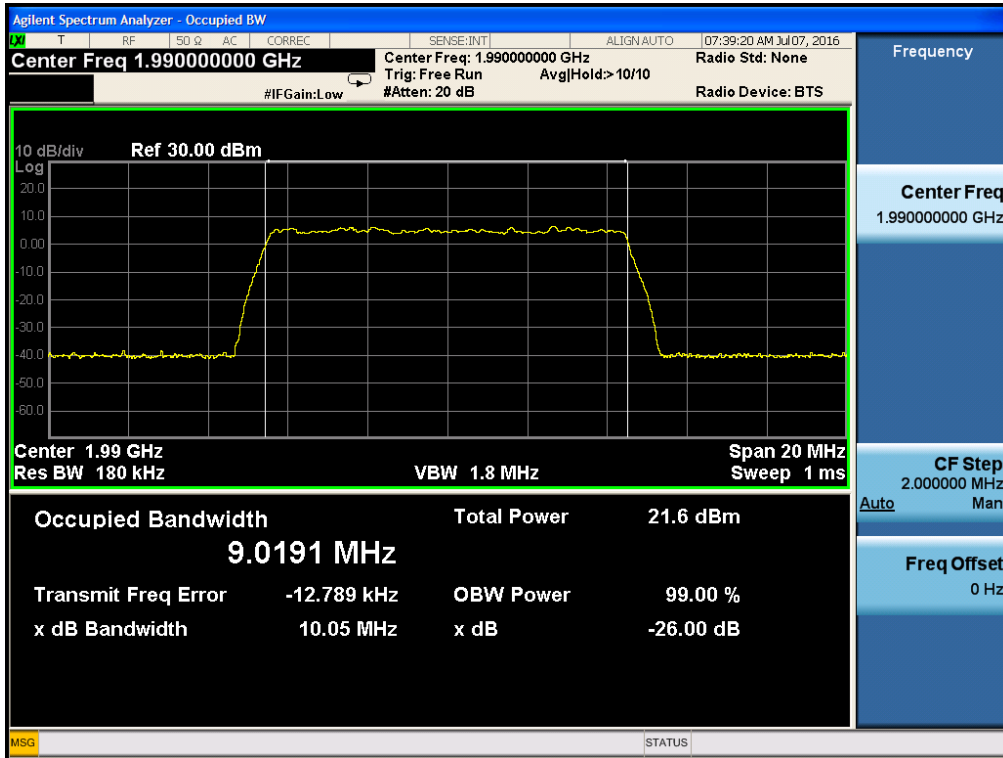 Agilent Spectrum Analyzer - Occupied BW
LXI T RF 50 Ω AC CORREC SENSE:INT ALIGN AUTO 07:39:20 AM Jul 07, 2016
Center Freq 1.990000000 GHz
Center Freq: 1.990000000 GHz Radio Std: None
Trig: Free Run Avg|Hold:>10/10
#IFGain:Low #Atten: 20 dB Radio Device: BTS
Frequency
10 dB/div Ref 30.00 dBm
Log
20.0
10.0
0.00
-10.0
-20.0
-30.0
-40.0
-50.0
-60.0
Center 1.99 GHz Span 20 MHz
Res BW 180 kHz VBW 1.8 MHz Sweep 1 ms
Occupied Bandwidth Total Power 21.6 dBm
9.0191 MHz
Transmit Freq Error -12.789 kHz OBW Power 99.00 %
x dB Bandwidth 10.05 MHz x dB -26.00 dB
Center Freq
1.990000000 GHz
CF Step
2.000000 MHz
Auto Man
Freq Offset
0 Hz
MSG STATUS